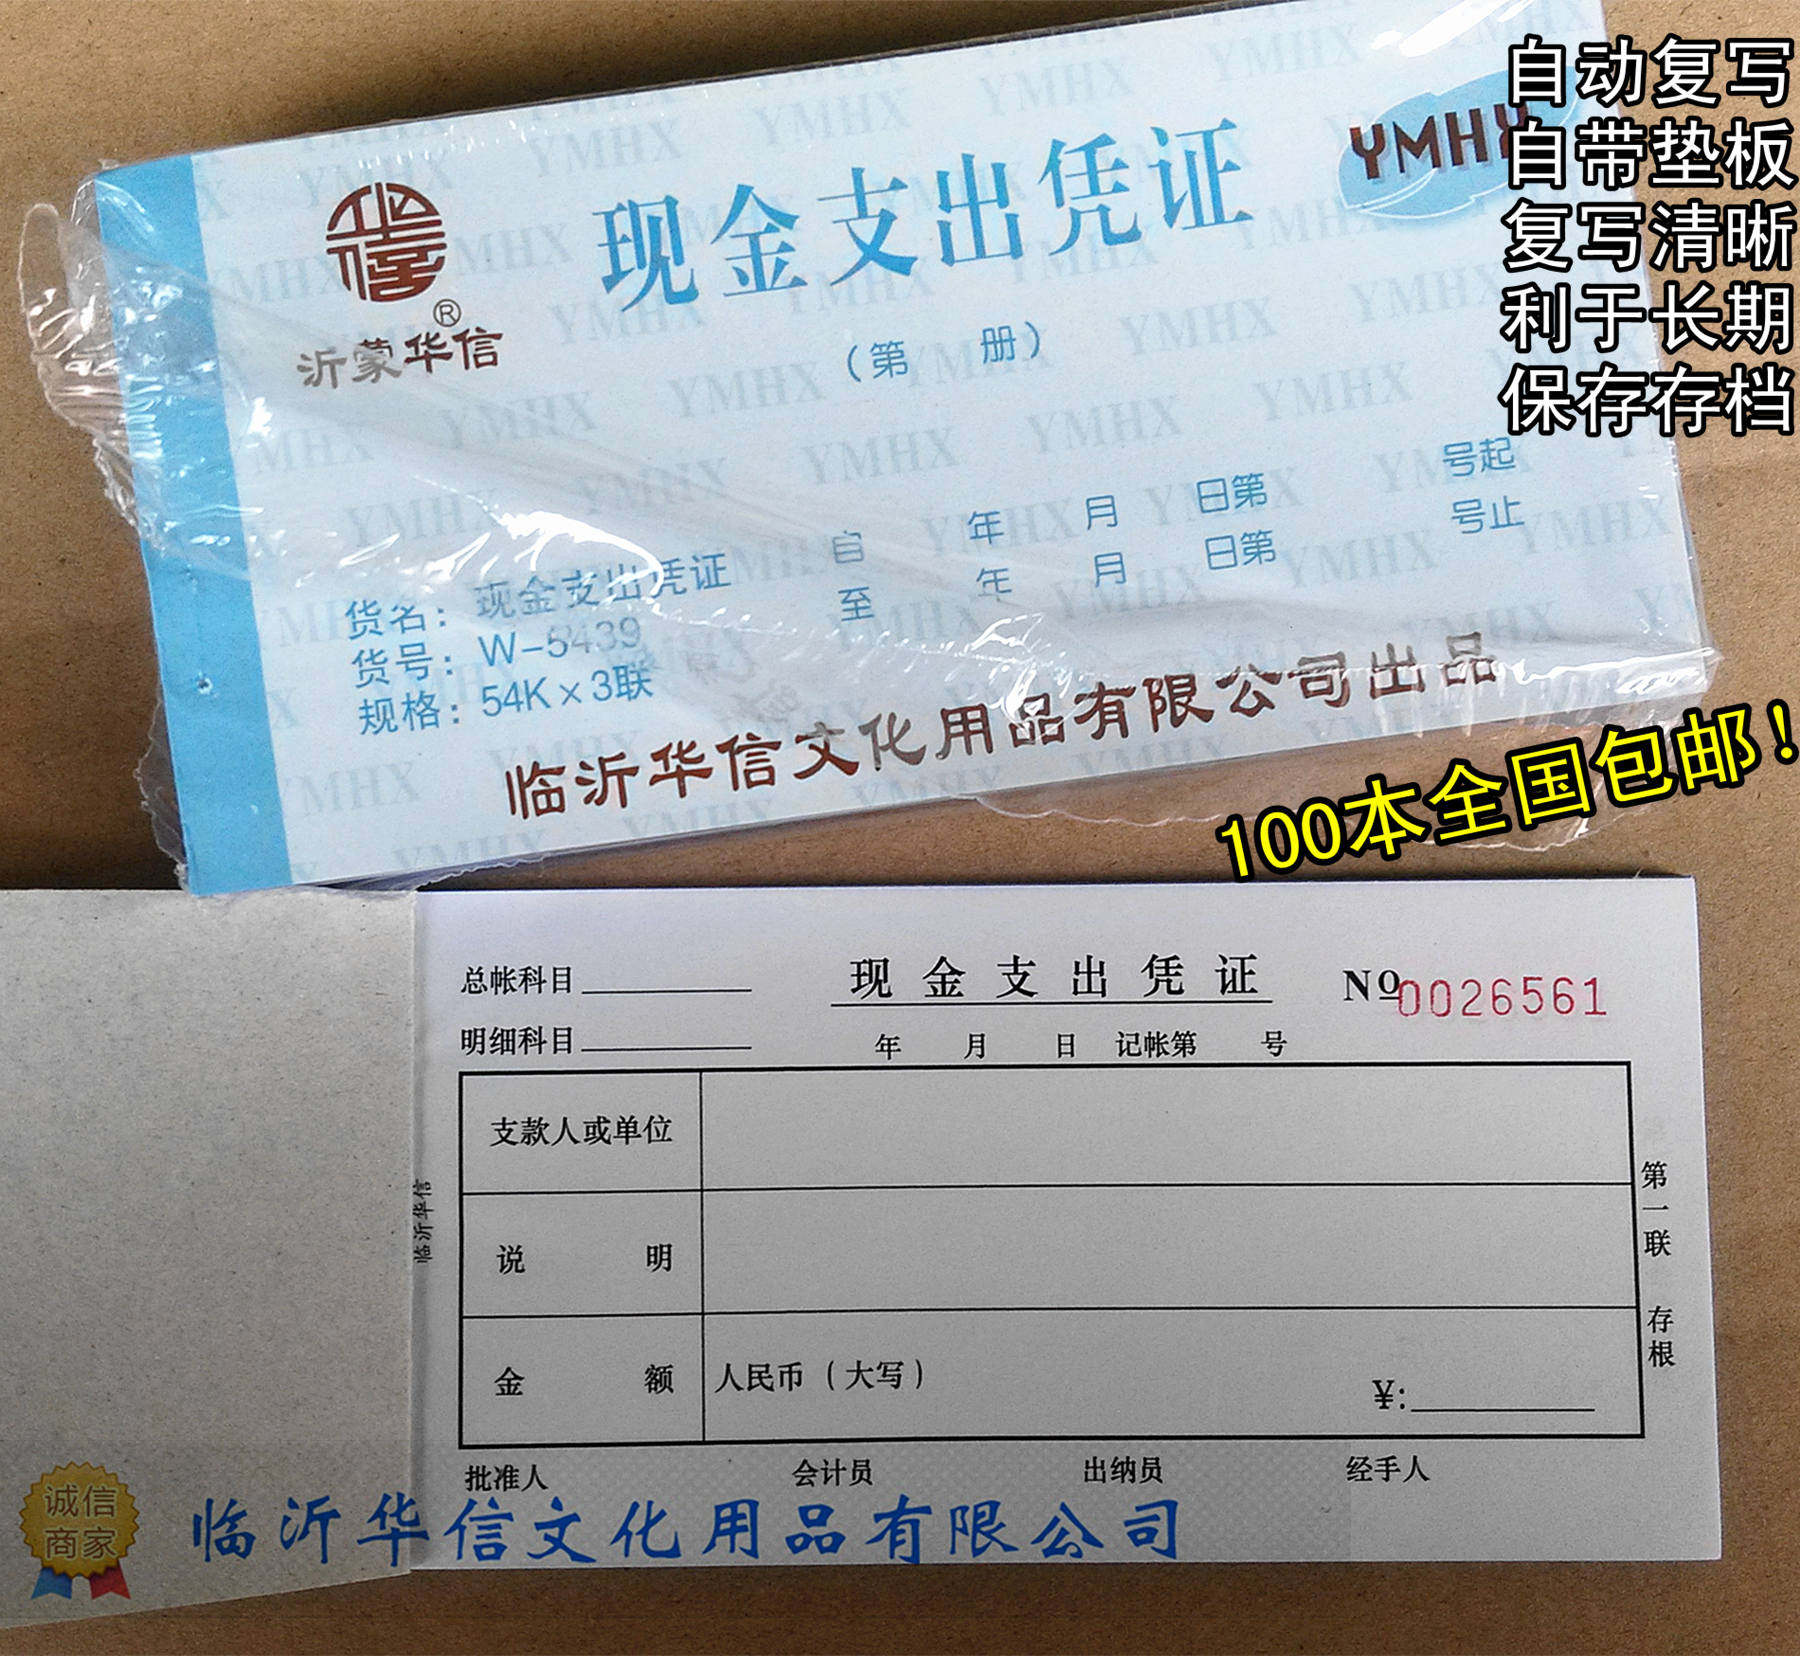 自动复写
自带垫板
复写清晰
利于长期
保存存档
YMHX
现金支出凭证
®
沂蒙华信
（第 册）
自 年 月 日第 号起
至 年 月 日第 号止
货名：现金支出凭证
货号：W-5439
规格：54K×3联
临沂华信文化用品有限公司出品
100本全国包邮！
总帐科目
现金支出凭证
№ 0026561
明细科目
年 月 日 记帐第 号
支款人或单位
说 明
金 额
人民币（大写）
¥:
第一联 存根
临沂华信
批准人 会计员 出纳员 经手人
诚信
商家
临沂华信文化用品有限公司